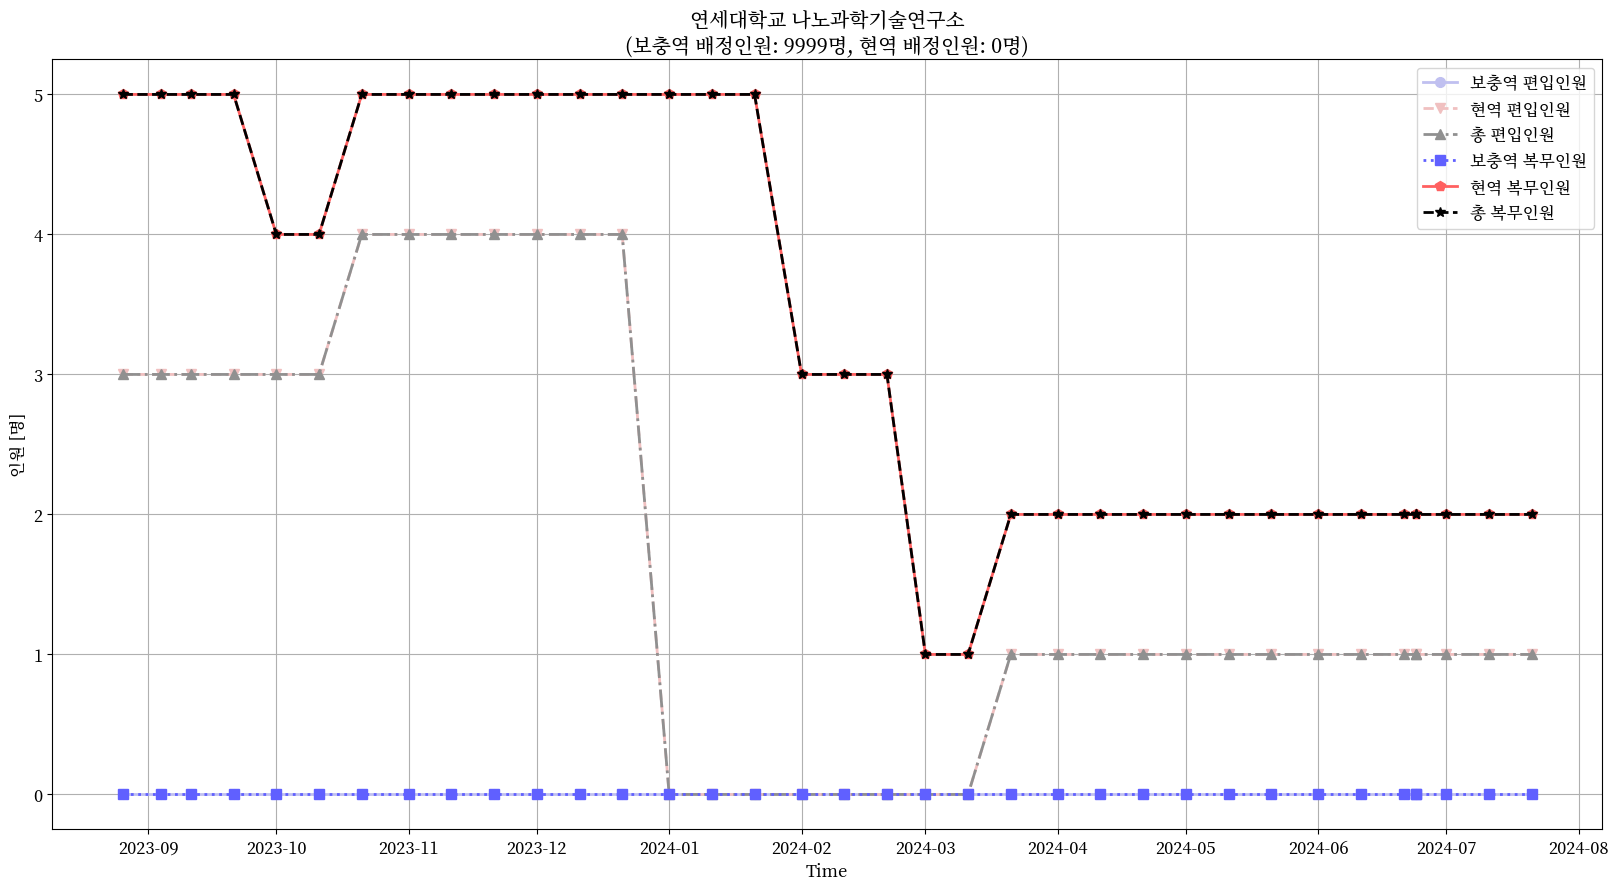 연세대학교 나노과학기술연구소
(보충역 배정인원: 9999명, 현역 배정인원: 0명)
보충역 편입인원
현역 편입인원
총 편입인원
보충역 복무인원
현역 복무인원
총 복무인원
인원 [명]
5
4
3
2
1
0
2023-09
2023-10
2023-11
2023-12
2024-01
2024-02
2024-03
2024-04
2024-05
2024-06
2024-07
2024-08
Time